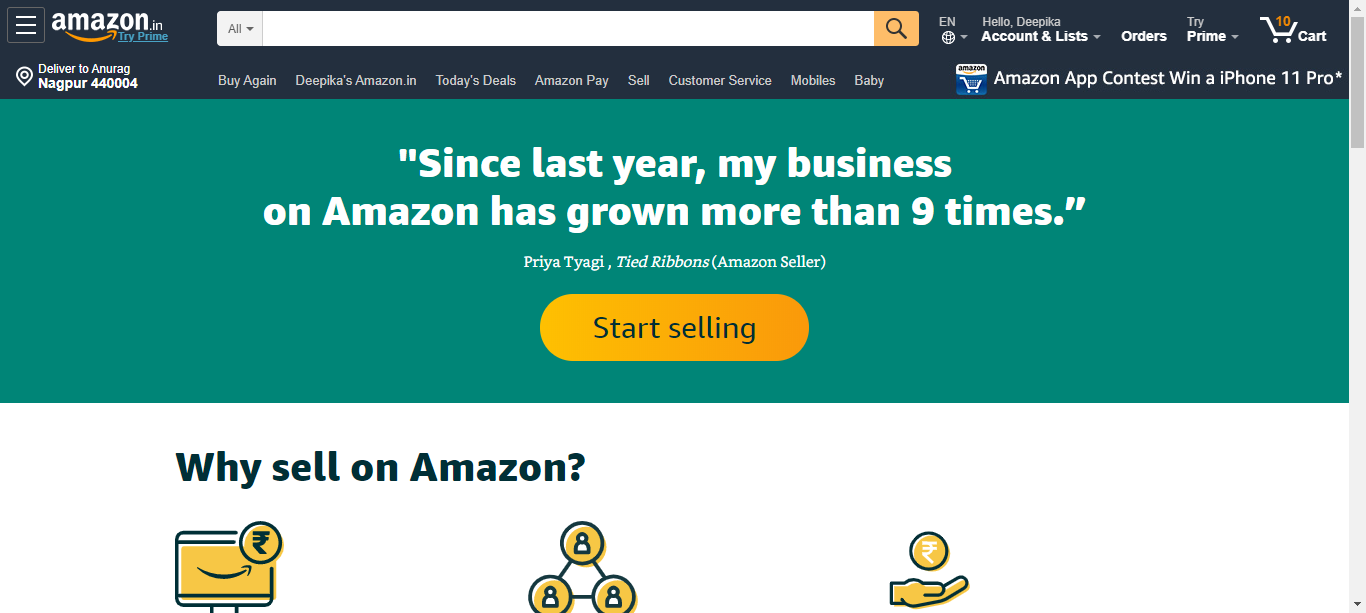 amazon.in
Try Prime
All
EN
Hello, Deepika
Account & Lists
Orders
Try
Prime
10
Cart
Deliver to Anurag
Nagpur 440004
Buy Again
Deepika's Amazon.in
Today's Deals
Amazon Pay
Sell
Customer Service
Mobiles
Baby
amazon
Amazon App Contest Win a iPhone 11 Pro*
"Since last year, my business
on Amazon has grown more than 9 times.”
Priya Tyagi , Tied Ribbons (Amazon Seller)
Start selling
Why sell on Amazon?
₹
₹